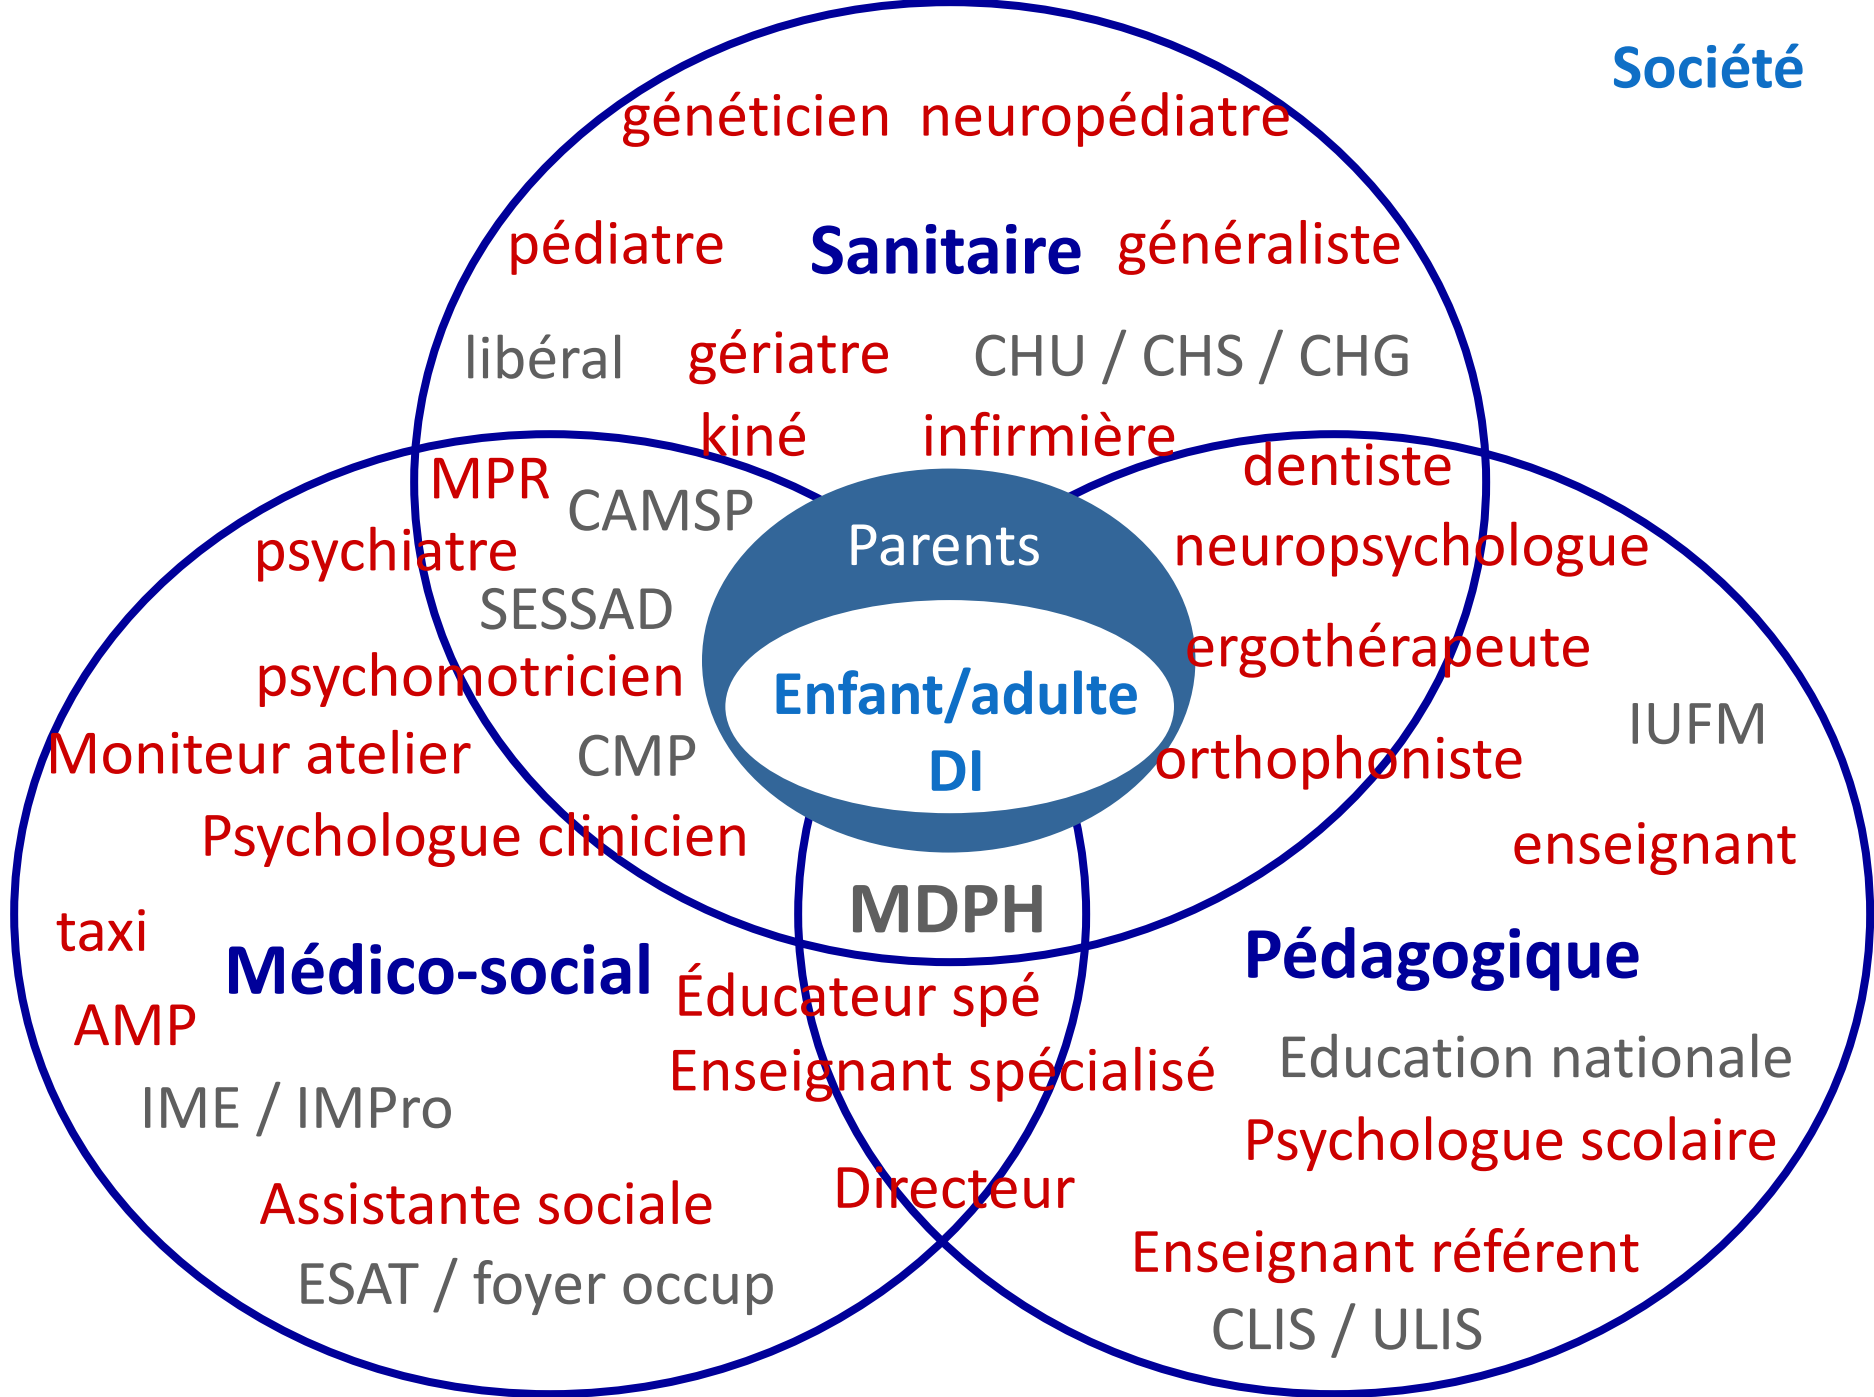 Société
généticien neuropédiatre
pédiatre Sanitaire généraliste
libéral gériatre CHU / CHS / CHG
kiné infirmière
MPR dentiste
CAMSP
psychiatre Parents neuropsychologue
SESSAD
psychomotricien ergothérapeute
Enfant/adulte
DI
IUFM
Moniteur atelier CMP orthophoniste
Psychologue clinicien enseignant
MDPH
taxi
Médico-social Pédagogique
Éducateur spé
AMP
Enseignant spécialisé Education nationale
IME / IMPro
Psychologue scolaire
Directeur
Assistante sociale
Enseignant référent
ESAT / foyer occup
CLIS / ULIS